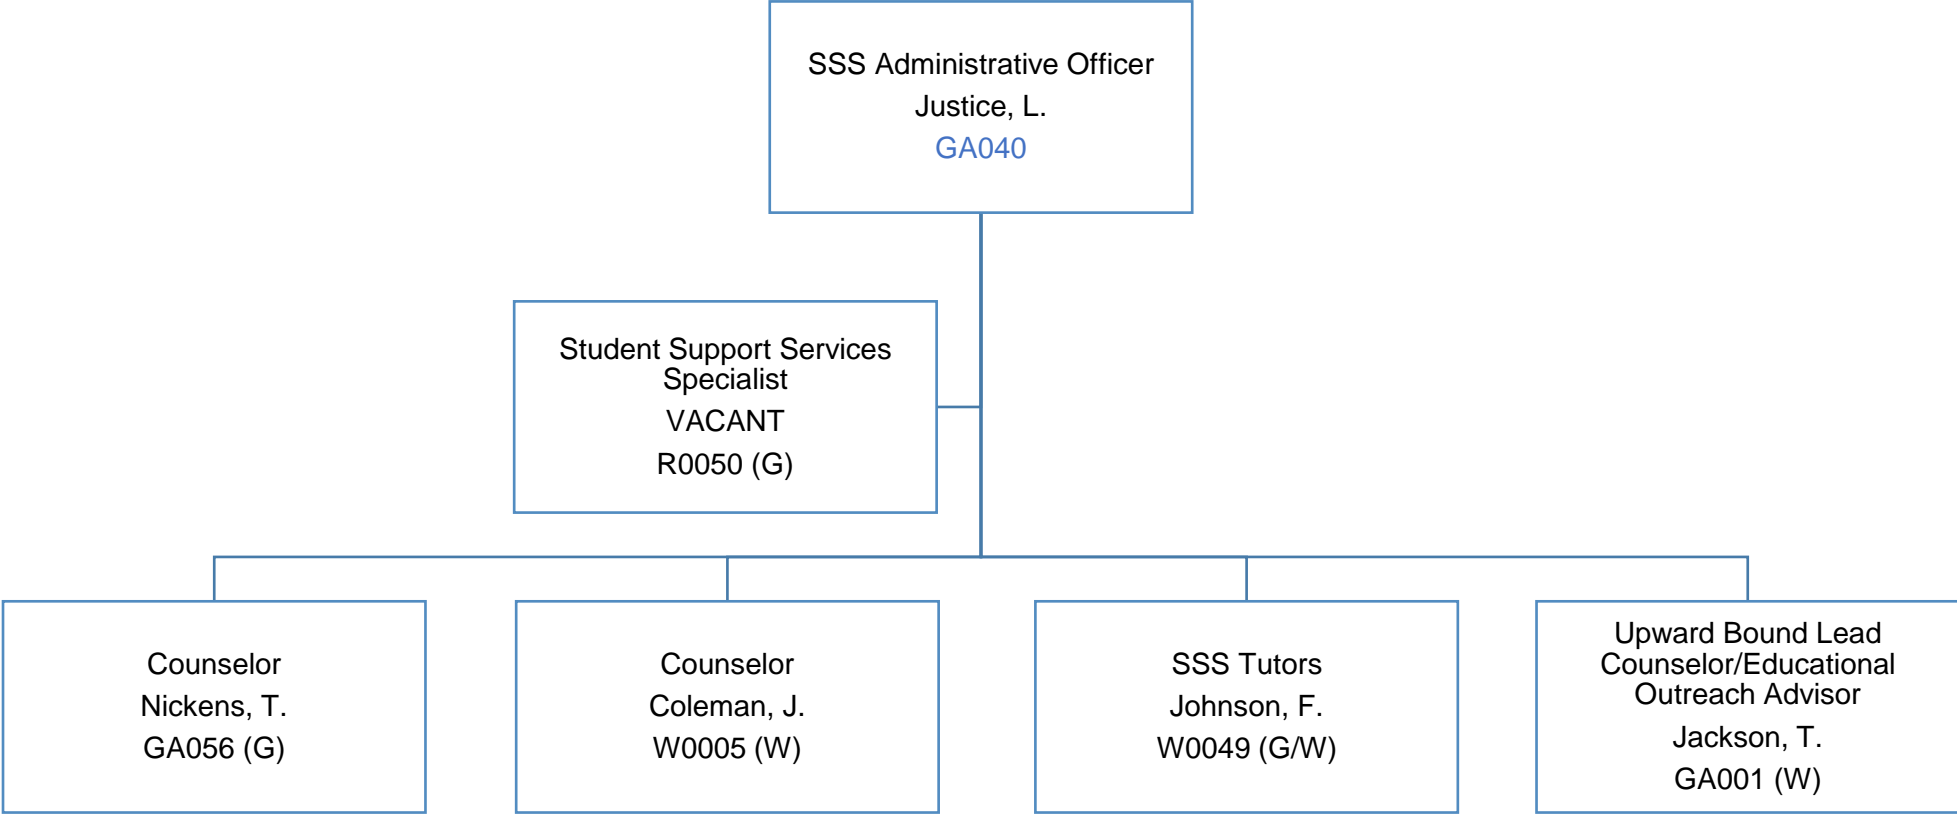 SSS Administrative Officer
Justice, L.
GA040
Student Support Services
Specialist
VACANT
R0050 (G)
Counselor
Nickens, T.
GA056 (G)
Counselor
Coleman, J.
W0005 (W)
SSS Tutors
Johnson, F.
W0049 (G/W)
Upward Bound Lead
Counselor/Educational
Outreach Advisor
Jackson, T.
GA001 (W)